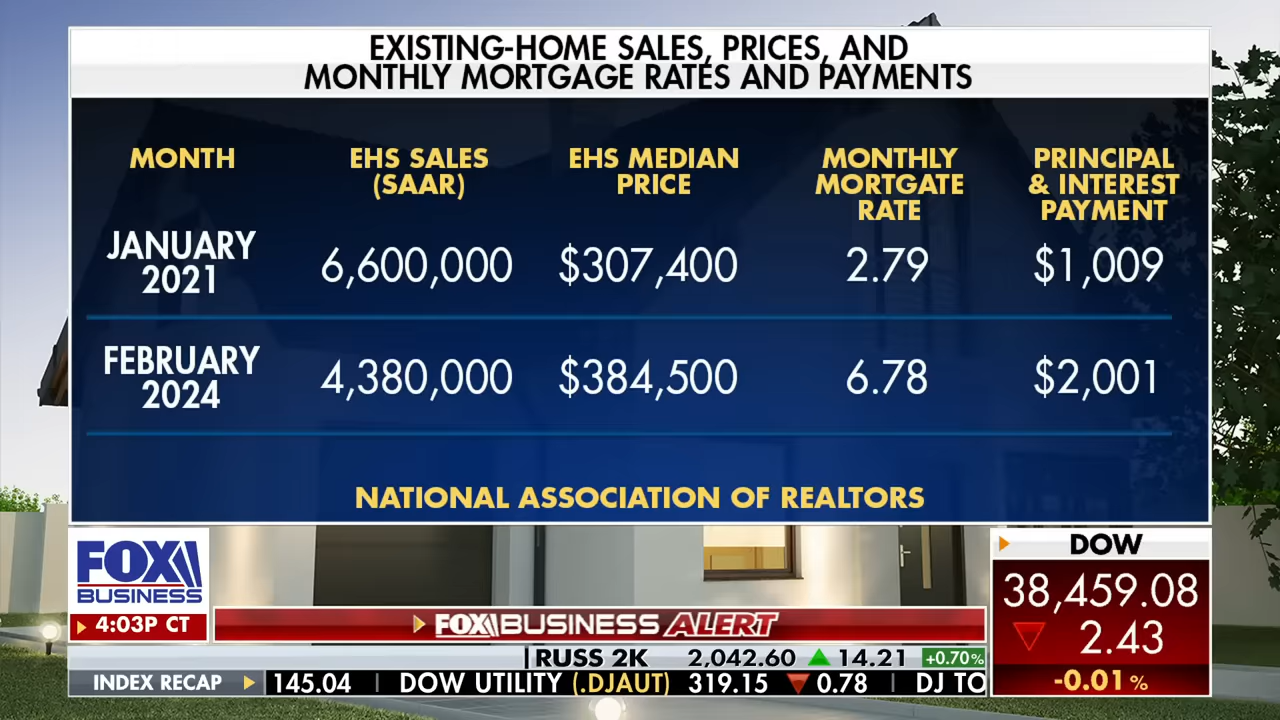 EXISTING-HOME SALES, PRICES, AND
MONTHLY MORTGAGE RATES AND PAYMENTS
MONTH
EHS SALES
(SAAR)
EHS MEDIAN
PRICE
MONTHLY
MORTGATE
RATE
PRINCIPAL
& INTEREST
PAYMENT
JANUARY
2021
6,600,000
$307,400
2.79
$1,009
FEBRUARY
2024
4,380,000
$384,500
6.78
$2,001
NATIONAL ASSOCIATION OF REALTORS
FOX
BUSINESS
4:03P CT
FOX BUSINESS ALERT
DOW
38,459.08
2.43
-0.01%
RUSS 2K 2,042.60 14.21 +0.70%
INDEX RECAP 145.04 | DOW UTILITY (.DJAUT) 319.15 0.78 | DJ TO